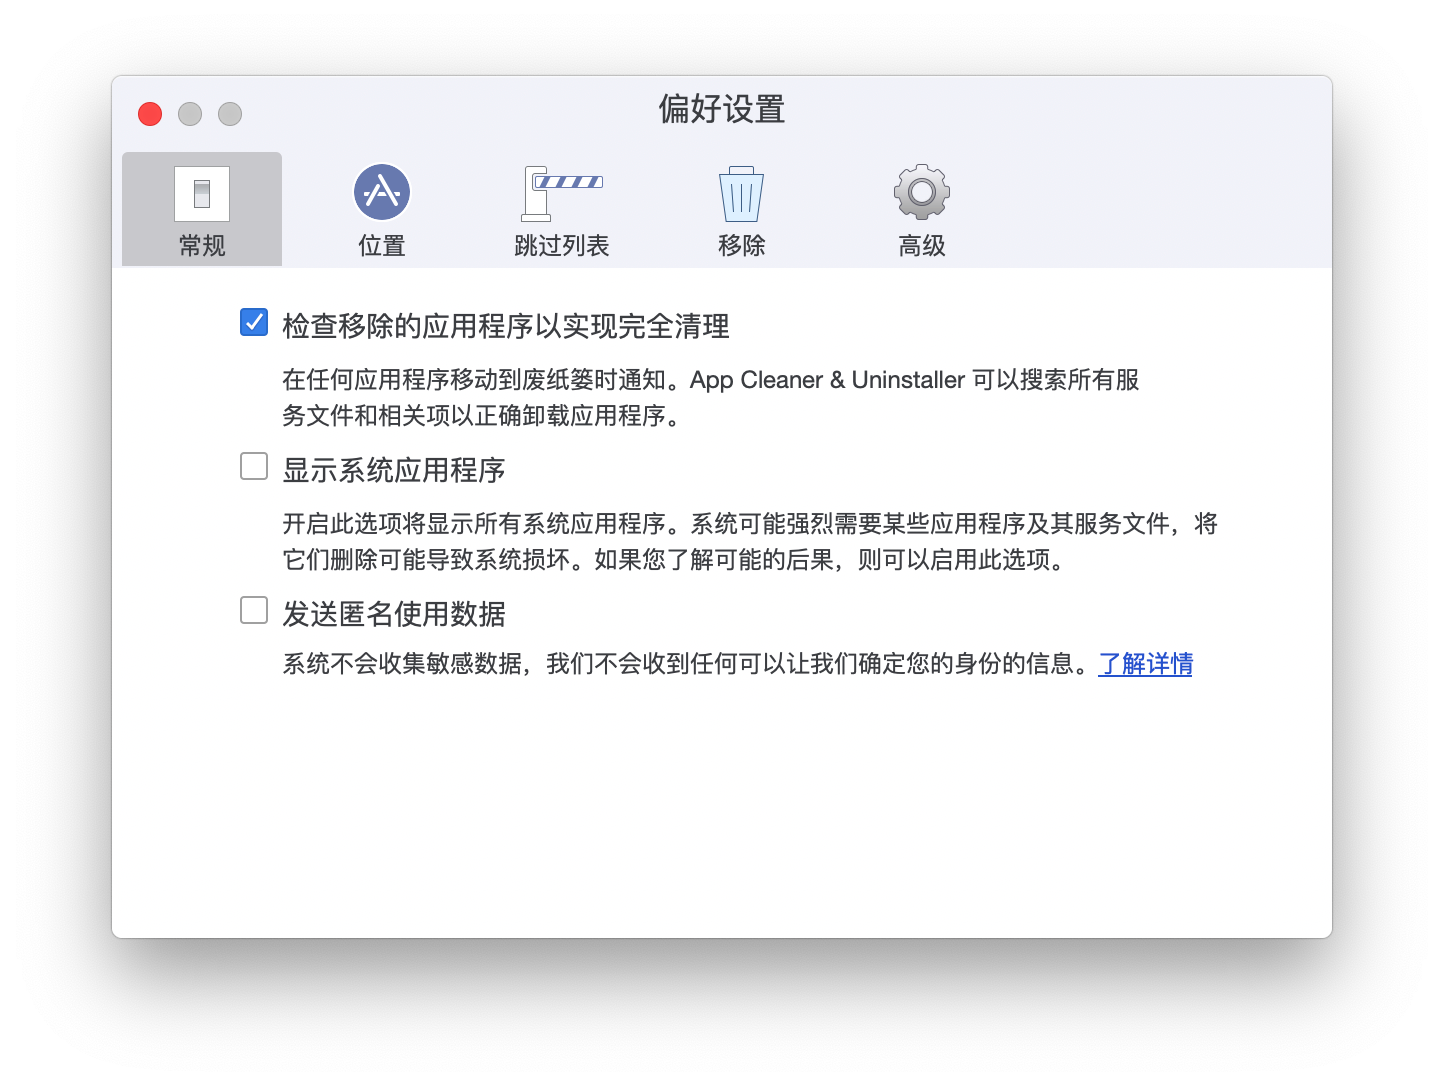 偏好设置
常规
位置
跳过列表
移除
高级
检查移除的应用程序以实现完全清理
在任何应用程序移动到废纸篓时通知。App Cleaner & Uninstaller 可以搜索所有服
务文件和相关项以正确卸载应用程序。
显示系统应用程序
开启此选项将显示所有系统应用程序。系统可能强烈需要某些应用程序及其服务文件，将
它们删除可能导致系统损坏。如果您了解可能的后果，则可以启用此选项。
发送匿名使用数据
系统不会收集敏感数据，我们不会收到任何可以让我们确定您的身份的信息。了解详情